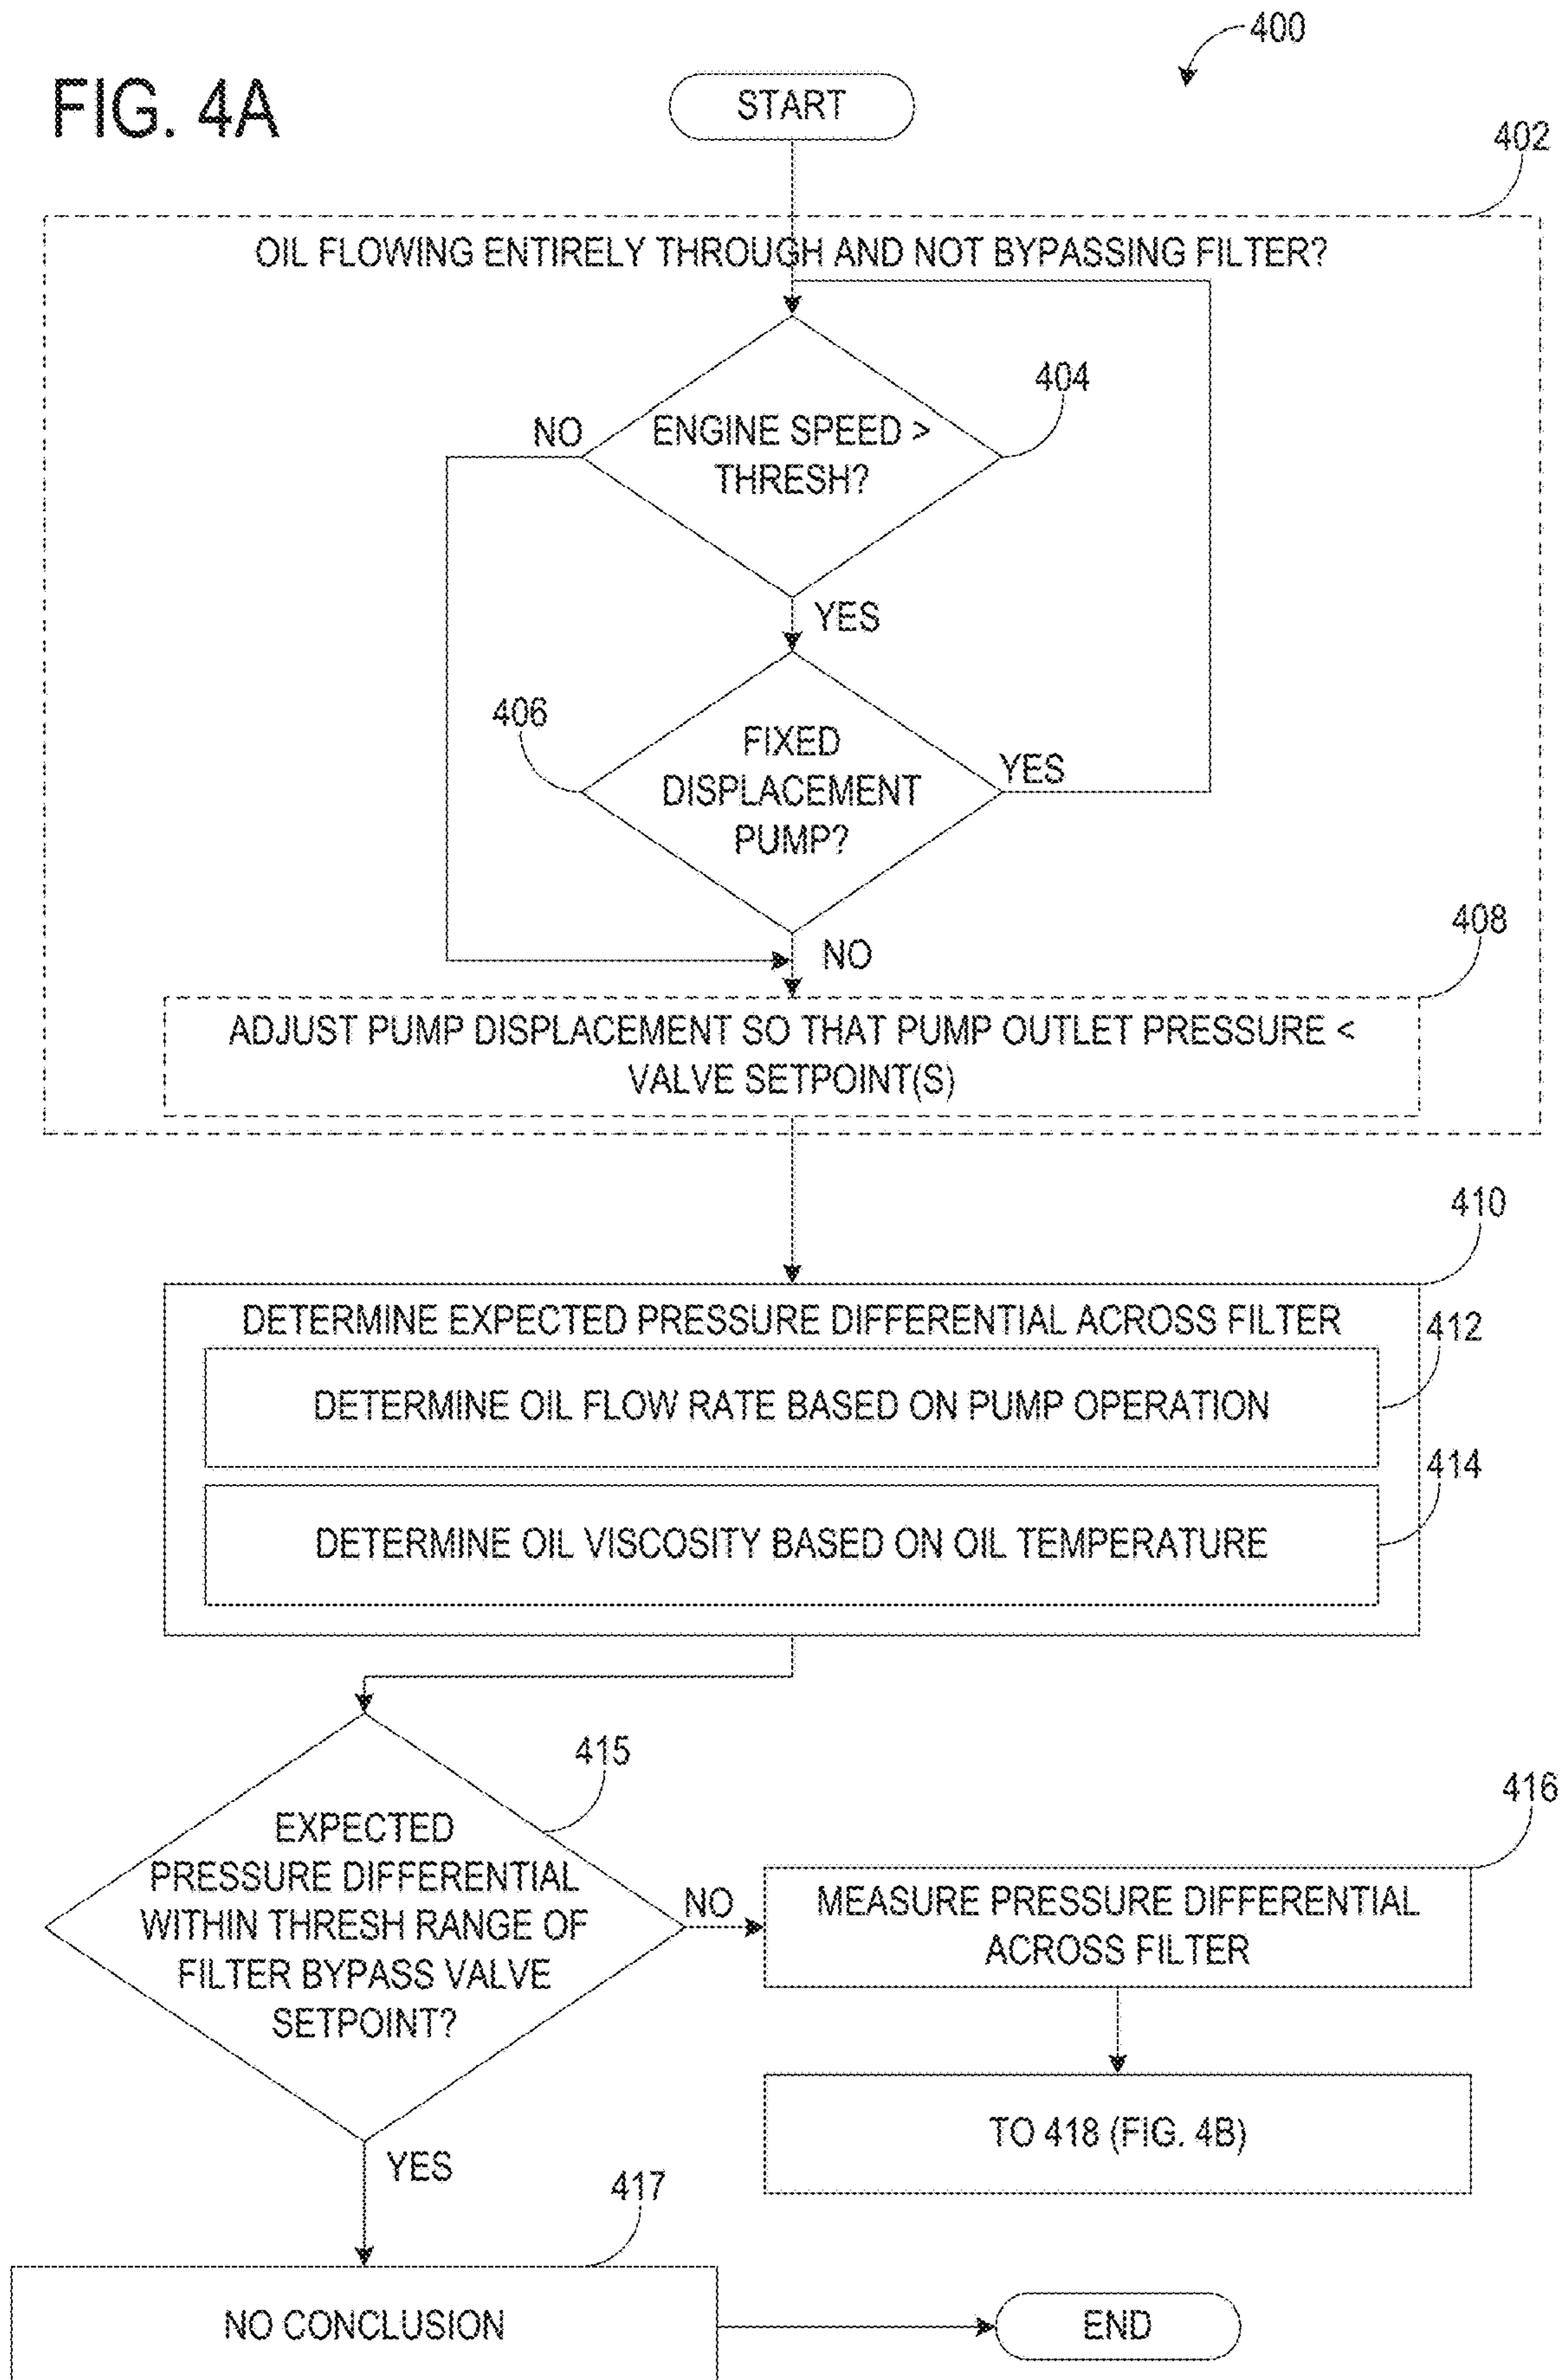 400
FIG. 4A
START
402
OIL FLOWING ENTIRELY THROUGH AND NOT BYPASSING FILTER?
404
NO
ENGINE SPEED >
THRESH?
YES
406
FIXED
DISPLACEMENT
PUMP?
YES
NO
408
ADJUST PUMP DISPLACEMENT SO THAT PUMP OUTLET PRESSURE <
VALVE SETPOINT(S)
410
DETERMINE EXPECTED PRESSURE DIFFERENTIAL ACROSS FILTER
412
DETERMINE OIL FLOW RATE BASED ON PUMP OPERATION
414
DETERMINE OIL VISCOSITY BASED ON OIL TEMPERATURE
415
EXPECTED
PRESSURE DIFFERENTIAL
WITHIN THRESH RANGE OF
FILTER BYPASS VALVE
SETPOINT?
NO
416
MEASURE PRESSURE DIFFERENTIAL
ACROSS FILTER
TO 418 (FIG. 4B)
YES
417
NO CONCLUSION
END